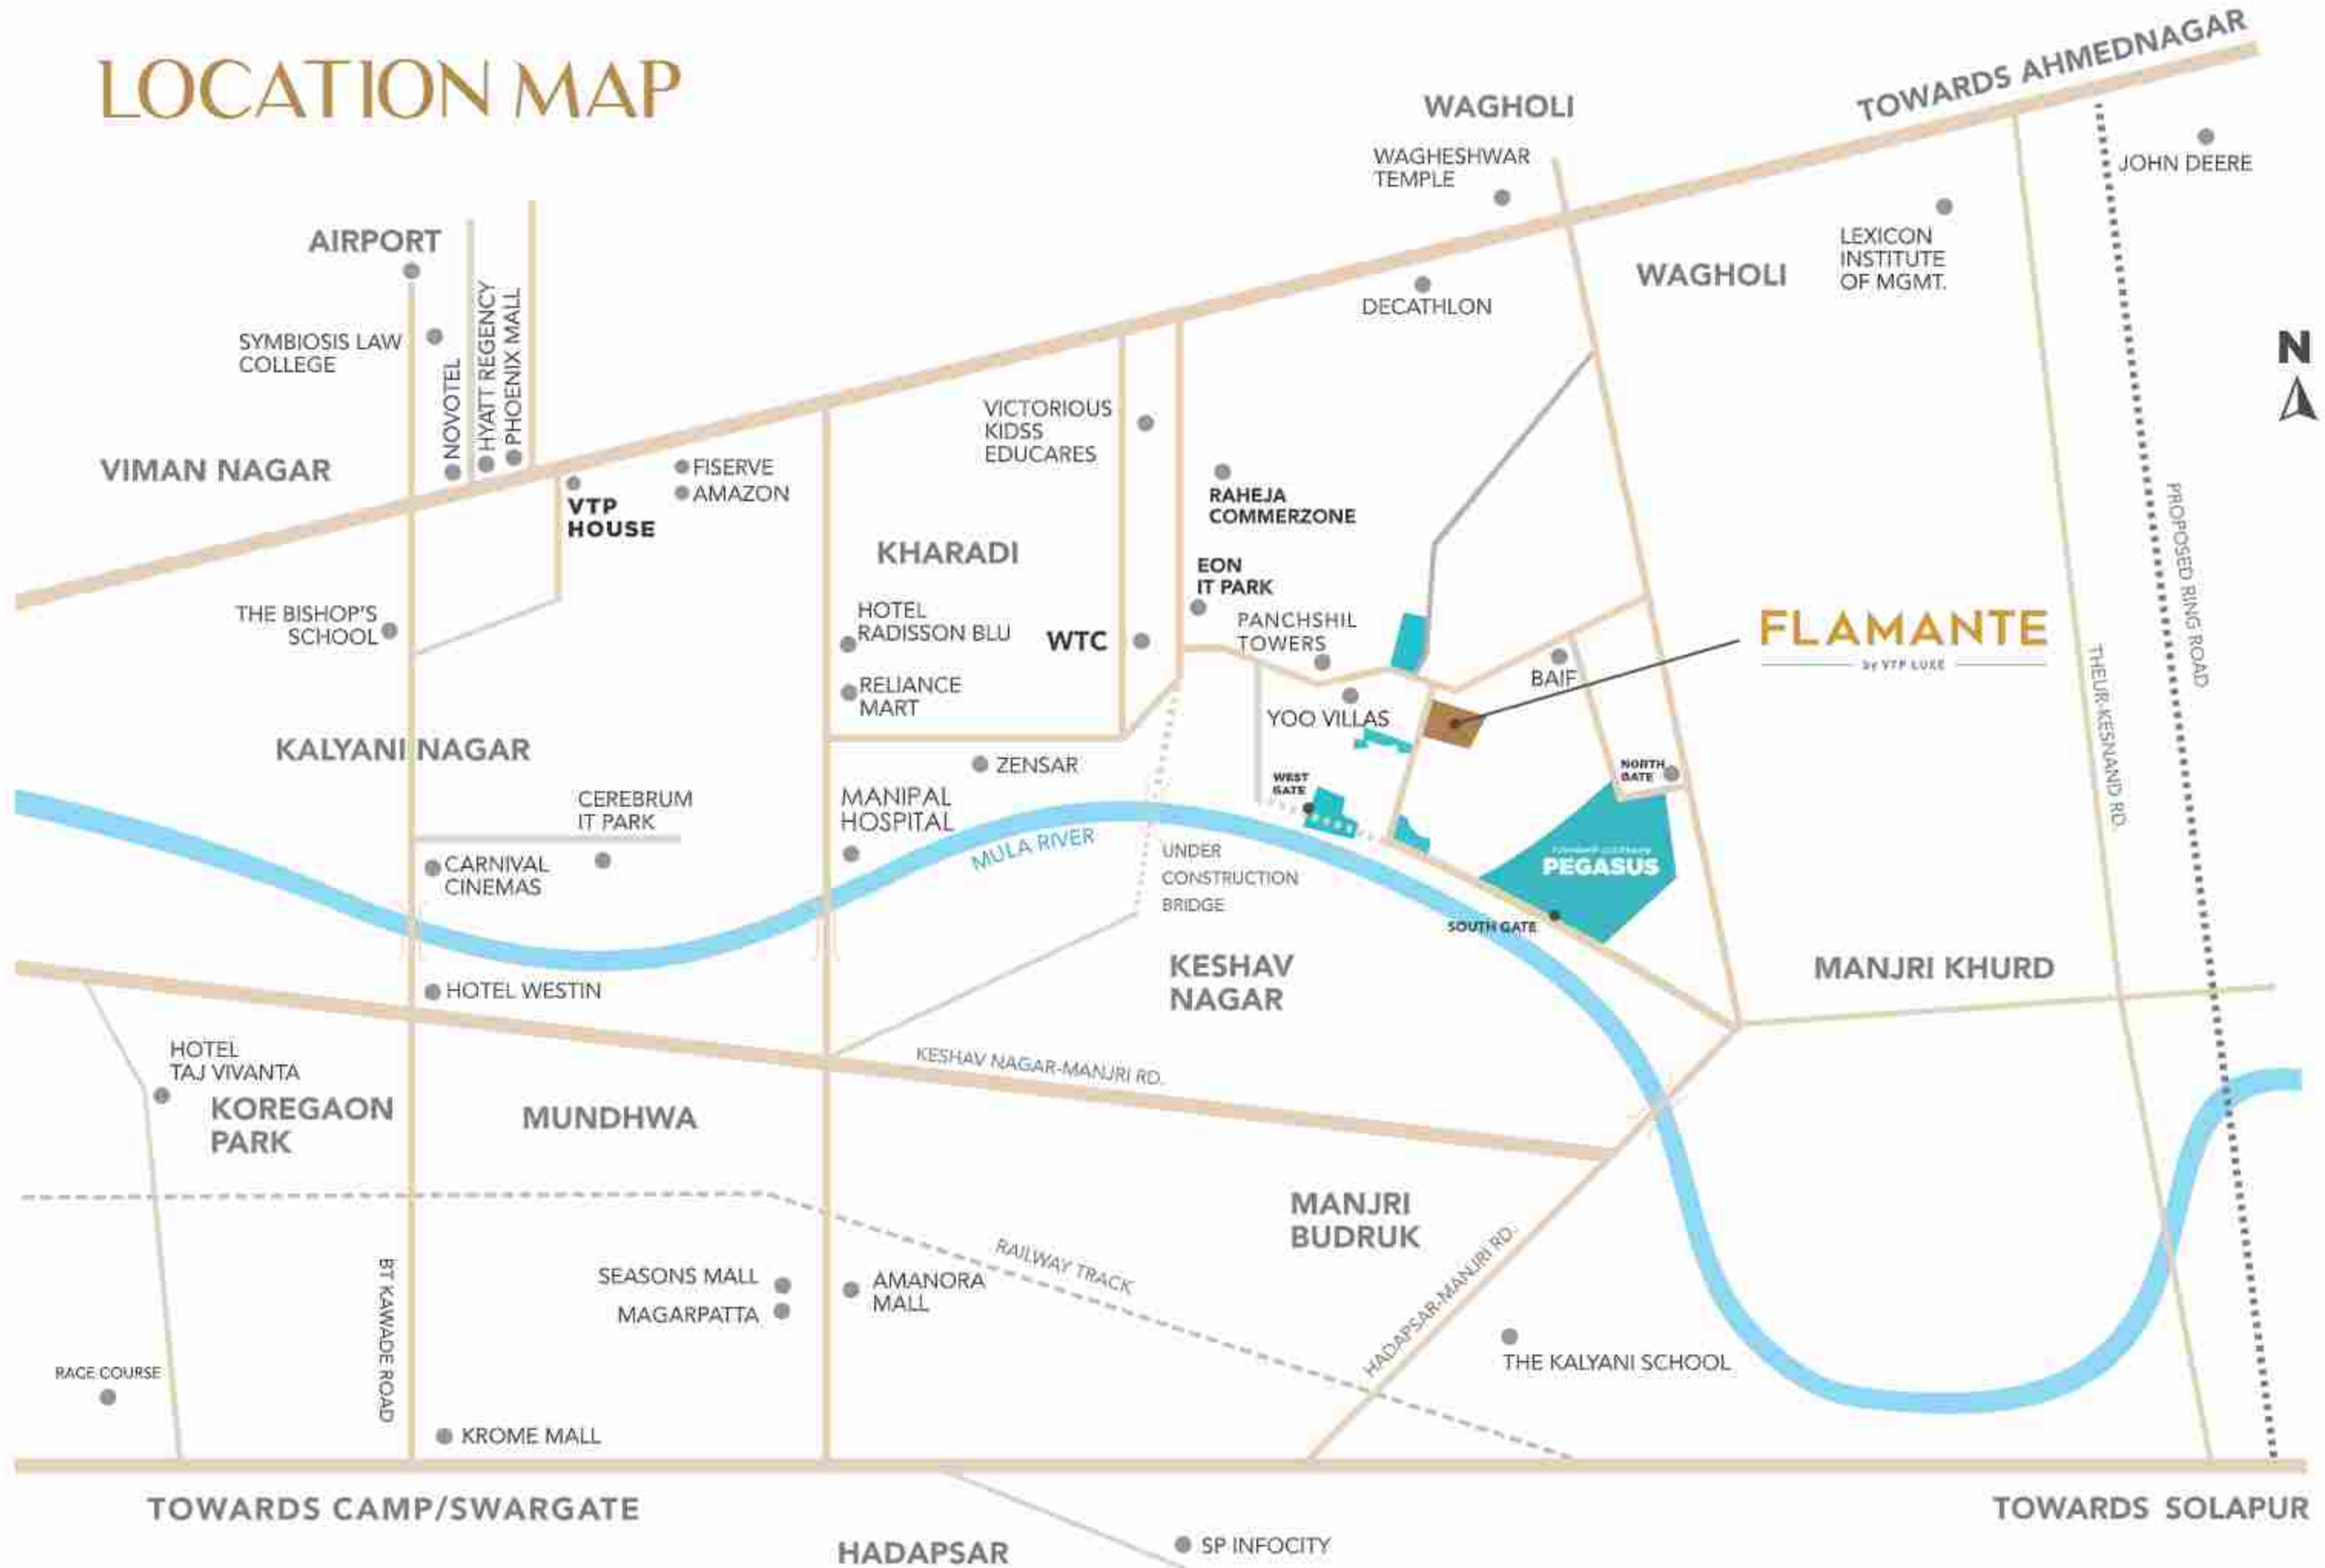 LOCATION MAP
TOWARDS AHMEDNAGAR
WAGHOLI
WAGHESHWAR
TEMPLE
JOHN DEERE
AIRPORT
LEXICON
INSTITUTE
OF MGMT.
WAGHOLI
DECATHLON
SYMBIOSIS LAW
COLLEGE
NOVOTEL
HYATT REGENCY
PHOENIX MALL
N
VICTORIOUS
KIDSS
EDUCARES
VIMAN NAGAR
FISERVE
AMAZON
VTP
HOUSE
RAHEJA
COMMERZONE
KHARADI
EON
IT PARK
PROPOSED RING ROAD
THE BISHOP'S
SCHOOL
HOTEL
RADISSON BLU
WTC
PANCHSHIL
TOWERS
FLAMANTE
by VTP LUXE
BAIF
RELIANCE
MART
YOO VILLAS
THEUR-KESNAND RD.
KALYANI NAGAR
ZENSAR
WEST
GATE
NORTH
GATE
CEREBRUM
IT PARK
MANIPAL
HOSPITAL
MULA RIVER
CARNIVAL
CINEMAS
UNDER
CONSTRUCTION
BRIDGE
PEGASUS
SOUTH GATE
KESHAV
NAGAR
MANJRI KHURD
HOTEL WESTIN
HOTEL
TAJ VIVANTA
KESHAV NAGAR-MANJRI RD.
KOREGAON
PARK
MUNDHWA
MANJRI
BUDRUK
RAILWAY TRACK
HADAPSAR-MANJRI RD.
BT KAWADE ROAD
SEASONS MALL
MAGARPATTA
AMANORA
MALL
THE KALYANI SCHOOL
RACE COURSE
KROME MALL
TOWARDS CAMP/SWARGATE
TOWARDS SOLAPUR
HADAPSAR
SP INFOCITY